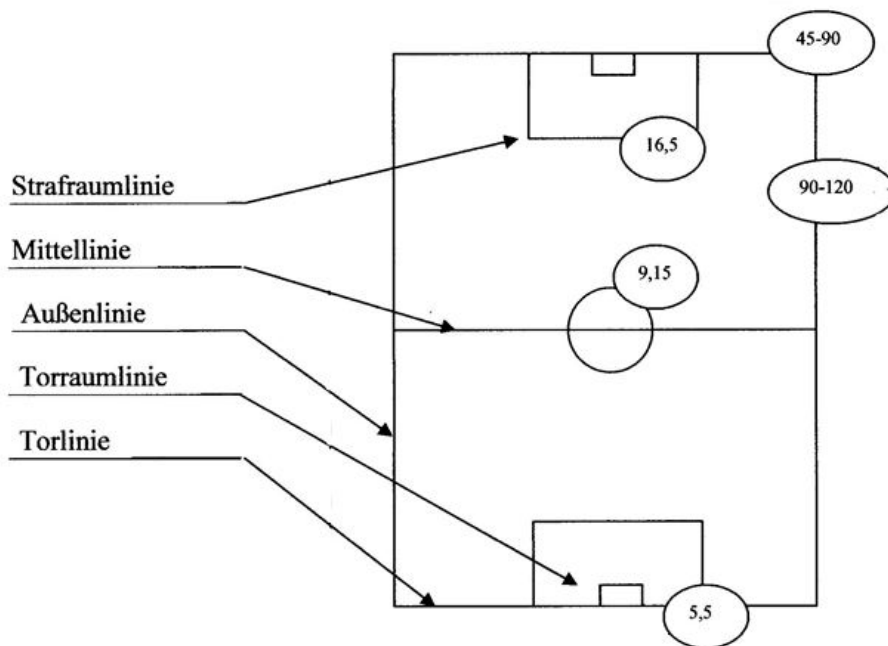 45-90
16,5
Strafraumlinie
90-120
Mittellinie
9,15
Außenlinie
Torraumlinie
Torlinie
5,5